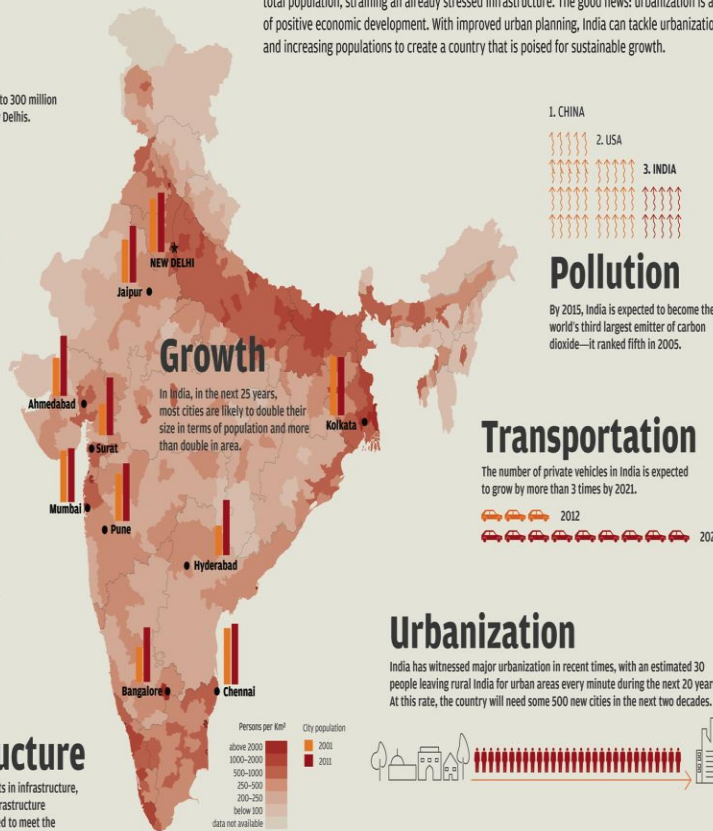 total population, straining an already stressed infrastructure. The good news: urbanization is a
of positive economic development. With improved urban planning, India can tackle urbanizatio
and increasing populations to create a country that is poised for sustainable growth.
to 300 million
Delhis.
1. CHINA
2. USA
3. INDIA
Pollution
By 2015, India is expected to become the
world's third largest emitter of carbon
dioxide—it ranked fifth in 2005.
NEW DELHI
Jaipur
Growth
In India, in the next 25 years,
most cities are likely to double their
size in terms of population and more
than double in area.
Ahmedabad
Kolkata
Surat
Mumbai
Pune
Hyderabad
Bangalore
Chennai
Transportation
The number of private vehicles in India is expected
to grow by more than 3 times by 2021.
2012
202
Urbanization
India has witnessed major urbanization in recent times, with an estimated 30
people leaving rural India for urban areas every minute during the next 20 year
At this rate, the country will need some 500 new cities in the next two decades.
Persons per Km²
above 2000
1000–2000
500–1000
250–500
200–250
below 100
data not available
City population
2001
2011
ucture
ts in infrastructure,
rastructure
ed to meet the